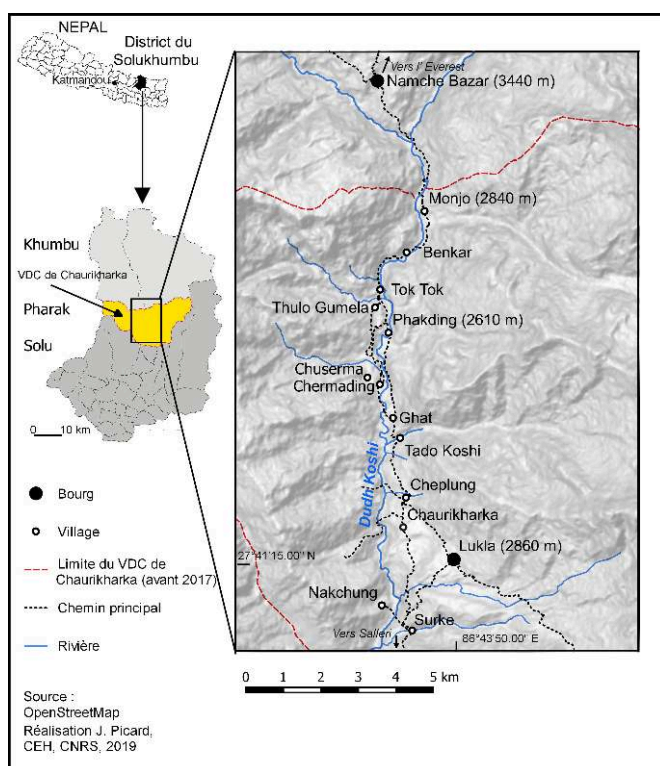 NEPAL
District du
Solukhumbu
Katmandou
Khumbu
VDC de Chaurikharka
Pharak
Solu
0 10 km
Bourg
Village
Limite du VDC de
Chaurikharka (avant 2017)
Chemin principal
Rivière
Source :
OpenStreetMap
Réalisation J. Picard,
CEH, CNRS, 2019
Vers l' Everest
Namche Bazar (3440 m)
Monjo (2840 m)
Benkar
Tok Tok
Thulo Gumela
Phakding (2610 m)
Chuserma
Chermading
Ghat
Tado Koshi
Dudh Koshi
Cheplung
Chaurikharka
Lukla (2860 m)
27°41'15.00" N
Nakchung
Surke
Vers Salleri
86°43'50.00" E
0 1 2 3 4 5 km